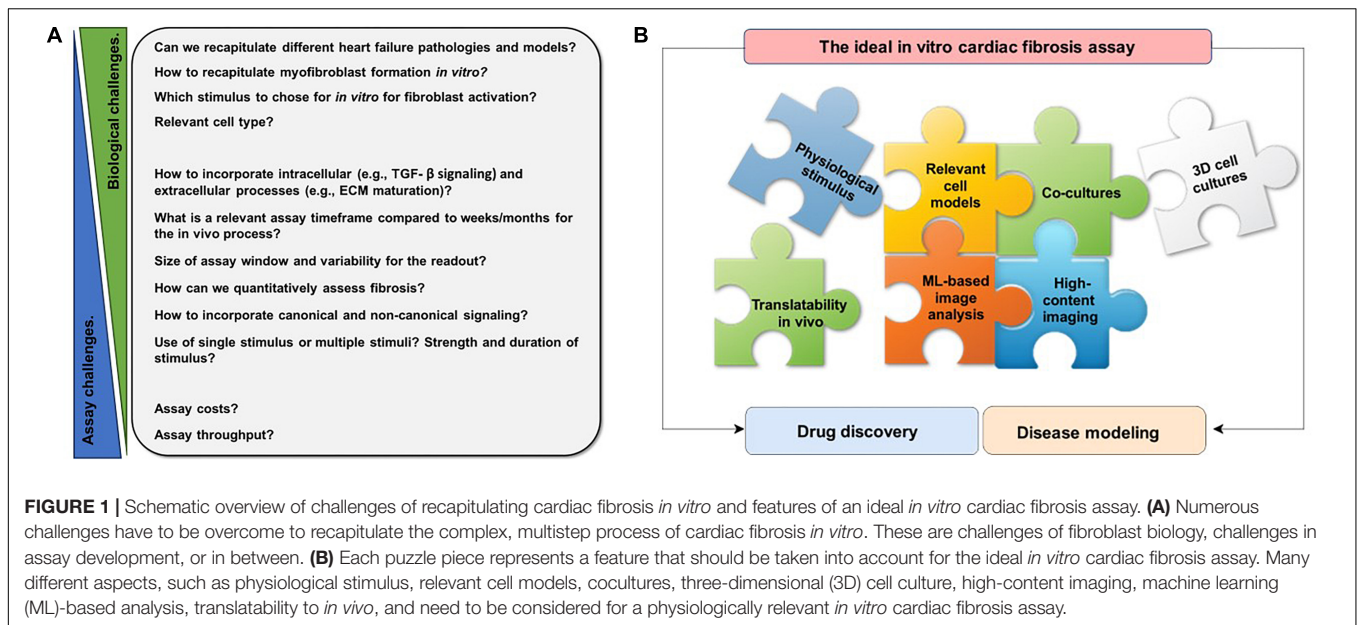 A
Biological challenges.
Assay challenges.
Can we recapitulate different heart failure pathologies and models?
How to recapitulate myofibroblast formation in vitro?
Which stimulus to chose for in vitro for fibroblast activation?
Relevant cell type?
How to incorporate intracellular (e.g., TGF- β signaling) and
extracellular processes (e.g., ECM maturation)?
What is a relevant assay timeframe compared to weeks/months for
the in vivo process?
Size of assay window and variability for the readout?
How can we quantitatively assess fibrosis?
How to incorporate canonical and non-canonical signaling?
Use of single stimulus or multiple stimuli? Strength and duration of
stimulus?
Assay costs?
Assay throughput?
B
The ideal in vitro cardiac fibrosis assay
Physiological
stimulus
Relevant
cell
models
Co-cultures
3D cell
cultures
Translatability
in vivo
ML-based
image
analysis
High-
content
imaging
Drug discovery
Disease modeling
FIGURE 1 | Schematic overview of challenges of recapitulating cardiac fibrosis in vitro and features of an ideal in vitro cardiac fibrosis assay. (A) Numerous
challenges have to be overcome to recapitulate the complex, multistep process of cardiac fibrosis in vitro. These are challenges of fibroblast biology, challenges in
assay development, or in between. (B) Each puzzle piece represents a feature that should be taken into account for the ideal in vitro cardiac fibrosis assay. Many
different aspects, such as physiological stimulus, relevant cell models, cocultures, three-dimensional (3D) cell culture, high-content imaging, machine learning
(ML)-based analysis, translatability to in vivo, and need to be considered for a physiologically relevant in vitro cardiac fibrosis assay.